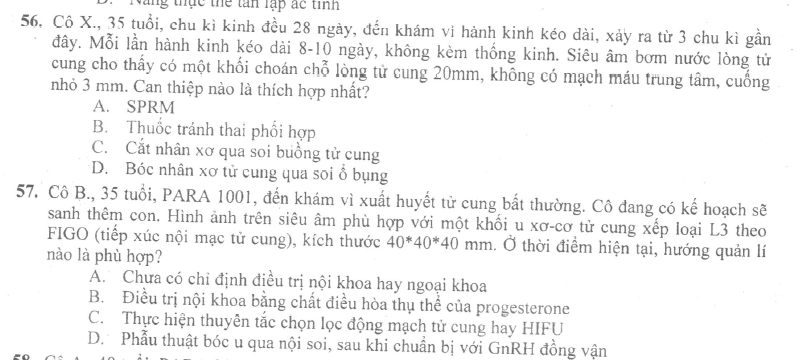 D. Nang thực thể tân lập ác tính
56. Cô X., 35 tuổi, chu kì kinh đều 28 ngày, đến khám vì hành kinh kéo dài, xảy ra từ 3 chu kì gần
đây. Mỗi lần hành kinh kéo dài 8-10 ngày, không kèm thống kinh. Siêu âm bơm nước lòng tử
cung cho thấy có một khối choán chỗ lòng tử cung 20mm, không có mạch máu trung tâm, cuống
nhỏ 3 mm. Can thiệp nào là thích hợp nhất?
A. SPRM
B. Thuốc tránh thai phối hợp
C. Cắt nhân xơ qua soi buồng tử cung
D. Bóc nhân xơ tử cung qua soi ổ bụng
57. Cô B., 35 tuổi, PARA 1001, đến khám vì xuất huyết tử cung bất thường. Cô đang có kế hoạch sẽ
sanh thêm con. Hình ảnh trên siêu âm phù hợp với một khối u xơ-cơ tử cung xếp loại L3 theo
FIGO (tiếp xúc nội mạc tử cung), kích thước 40*40*40 mm. Ở thời điểm hiện tại, hướng quản lí
nào là phù hợp?
A. Chưa có chỉ định điều trị nội khoa hay ngoại khoa
B. Điều trị nội khoa bằng chất điều hòa thụ thể của progesterone
C. Thực hiện thuyên tắc chọn lọc động mạch tử cung hay HIFU
D. Phẫu thuật bóc u qua nội soi, sau khi chuẩn bị với GnRH đồng vận